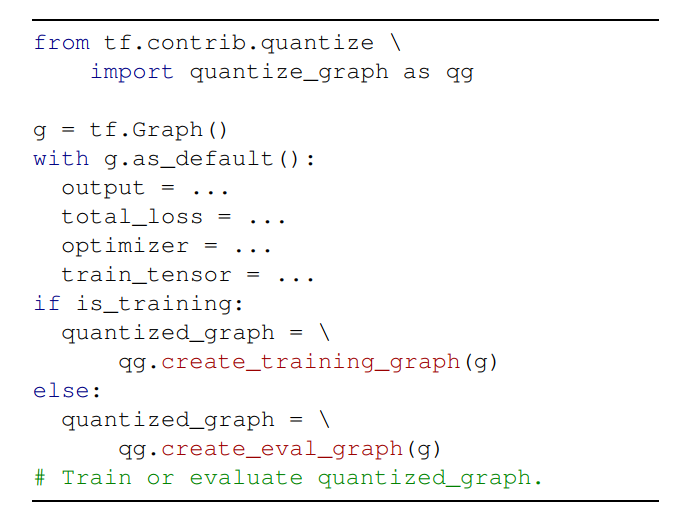 from tf.contrib.quantize \
    import quantize_graph as qg

g = tf.Graph()
with g.as_default():
  output = ...
  total_loss = ...
  optimizer = ...
  train_tensor = ...
if is_training:
  quantized_graph = \
      qg.create_training_graph(g)
else:
  quantized_graph = \
      qg.create_eval_graph(g)
# Train or evaluate quantized_graph.